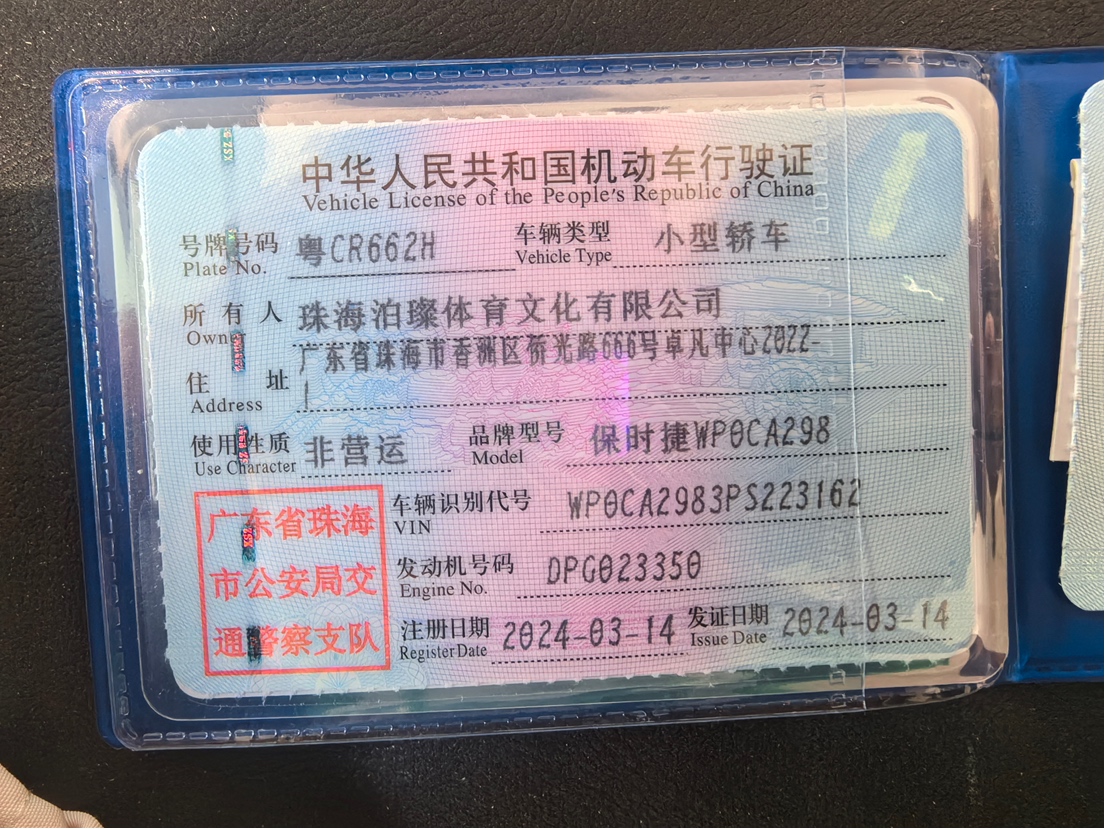 中华人民共和国机动车行驶证
Vehicle License of the People's Republic of China
号牌号码 粤CR662H 车辆类型 小型轿车
Plate No. Vehicle Type
所有人 珠海泊璨体育文化有限公司
Owner
广东省珠海市香洲区侨光路666号卓凡中心2022-
住址 1
Address
使用性质 非营运 品牌型号 保时捷WP0CA298
Use Character Model
车辆识别代号 WP0CA2983PS223162
VIN
发动机号码 DPG023350
Engine No.
注册日期 2024-03-14 发证日期 2024-03-14
Register Date Issue Date
广东省珠海
市公安局交
通警察支队